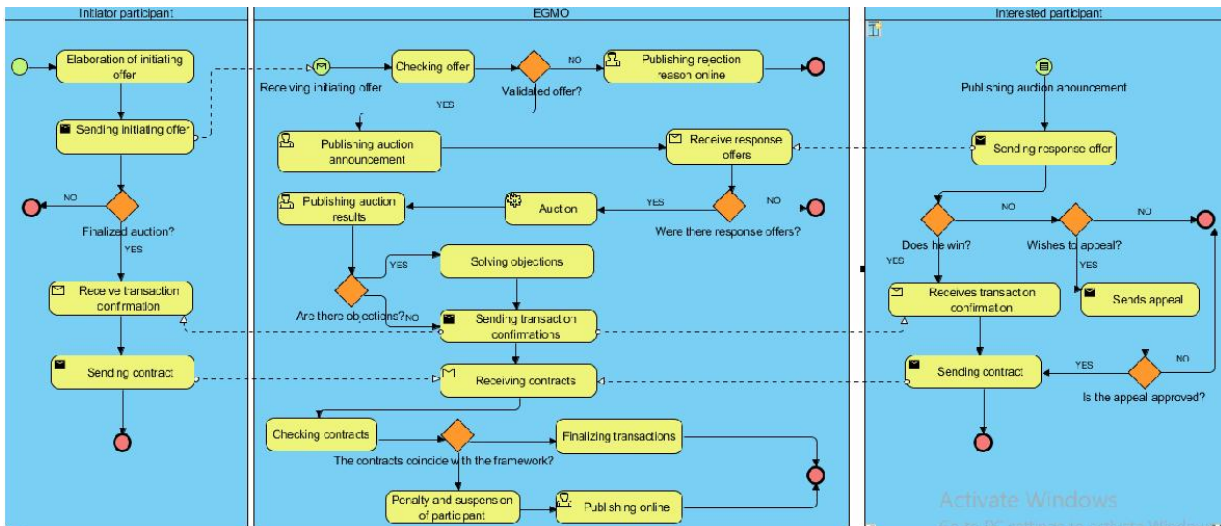 Initiator participant
EGMO
Interested participant
Elaboration of initiating
offer
Sending initiating offer
NO
Finalized auction?
YES
Receive transaction
confirmation
Sending contract
Receiving initiating offer
Checking offer
Validated offer?
NO
Publishing rejection
reason online
YES
Publishing auction
announcement
Receive response
offers
Publishing auction
results
Auction
YES
NO
Were there response offers?
YES
Solving objections
Are there objections?
NO
Sending transaction
confirmations
Receiving contracts
Checking contracts
The contracts coincide with the framework?
Finalizing transactions
Penalty and suspension
of participant
Publishing online
Publishing auction anouncement
Sending response offer
NO
NO
Does he win?
Wishes to appeal?
YES
YES
Receives transaction
confirmation
Sends appeal
Sending contract
YES
NO
Is the appeal approved?
Activate Windows